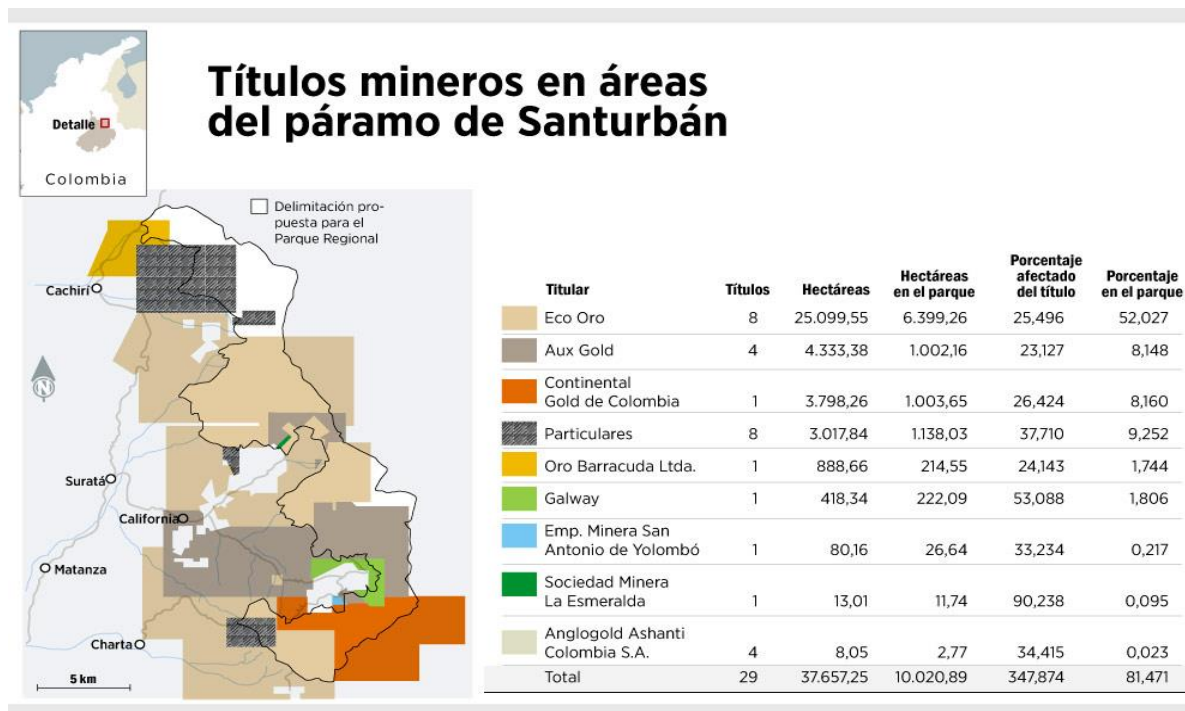 Títulos mineros en áreas
del páramo de Santurbán
Detalle
Colombia
Delimitación pro-
puesta para el
Parque Regional
Cachirí
N
Suratá
California
Matanza
Charta
5 km
Titular Títulos Hectáreas Hectáreas en el parque Porcentaje afectado del título Porcentaje en el parque
Eco Oro 8 25.099,55 6.399,26 25,496 52,027
Aux Gold 4 4.333,38 1.002,16 23,127 8,148
Continental
Gold de Colombia 1 3.798,26 1.003,65 26,424 8,160
Particulares 8 3.017,84 1.138,03 37,710 9,252
Oro Barracuda Ltda. 1 888,66 214,55 24,143 1,744
Galway 1 418,34 222,09 53,088 1,806
Emp. Minera San
Antonio de Yolombó 1 80,16 26,64 33,234 0,217
Sociedad Minera
La Esmeralda 1 13,01 11,74 90,238 0,095
Anglogold Ashanti
Colombia S.A. 4 8,05 2,77 34,415 0,023
Total 29 37.657,25 10.020,89 347,874 81,471